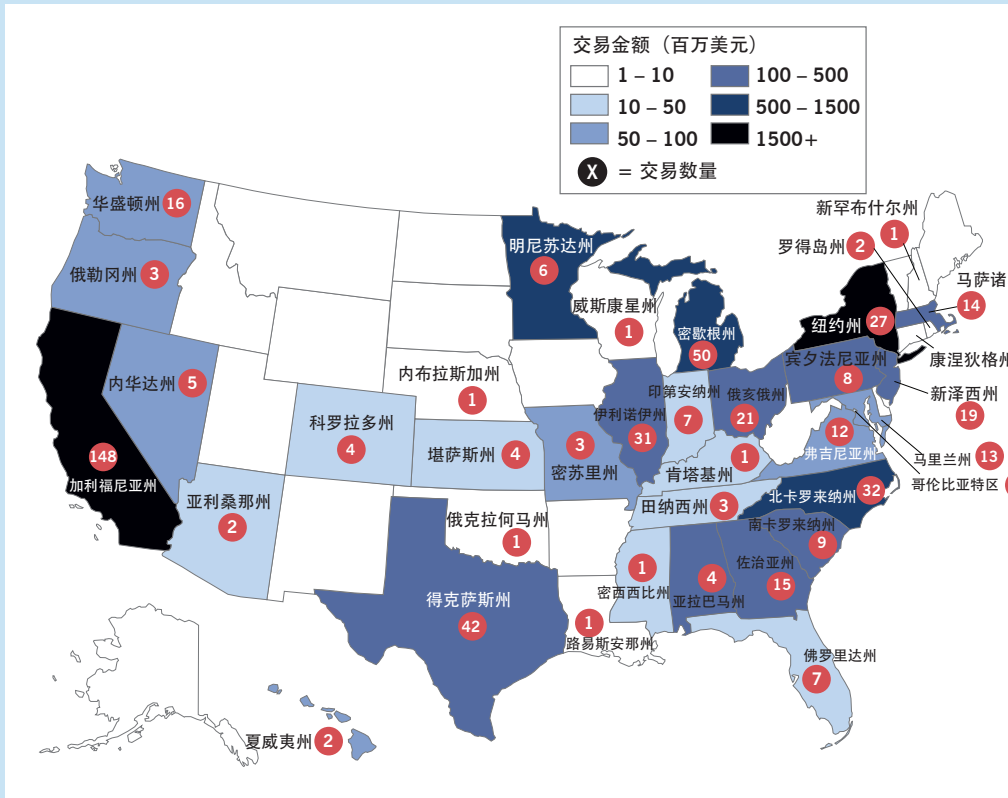 交易金额（百万美元）
1 – 10
100 – 500
10 – 50
500 – 1500
50 – 100
1500+
X = 交易数量
新罕布什尔州
1
罗得岛州 2
马萨诸
14
华盛顿州 16
俄勒冈州 3
明尼苏达州
6
威斯康星州
1
密歇根州
50
纽约州 27
康涅狄格州
宾夕法尼亚州
8
新泽西州
19
内华达州 5
内布拉斯加州
1
印第安纳州
7
俄亥俄州
21
伊利诺伊州
31
科罗拉多州
4
堪萨斯州 4
3
密苏里州
12
弗吉尼亚州
马里兰州 13
哥伦比亚特区
148
加利福尼亚州
肯塔基州 1
田纳西州 3
北卡罗来纳州 32
亚利桑那州
2
俄克拉何马州
1
南卡罗来纳州
9
佐治亚州
15
1
密西西比州
4
亚拉巴马州
得克萨斯州
42
1
路易斯安那州
佛罗里达州
7
夏威夷州 2